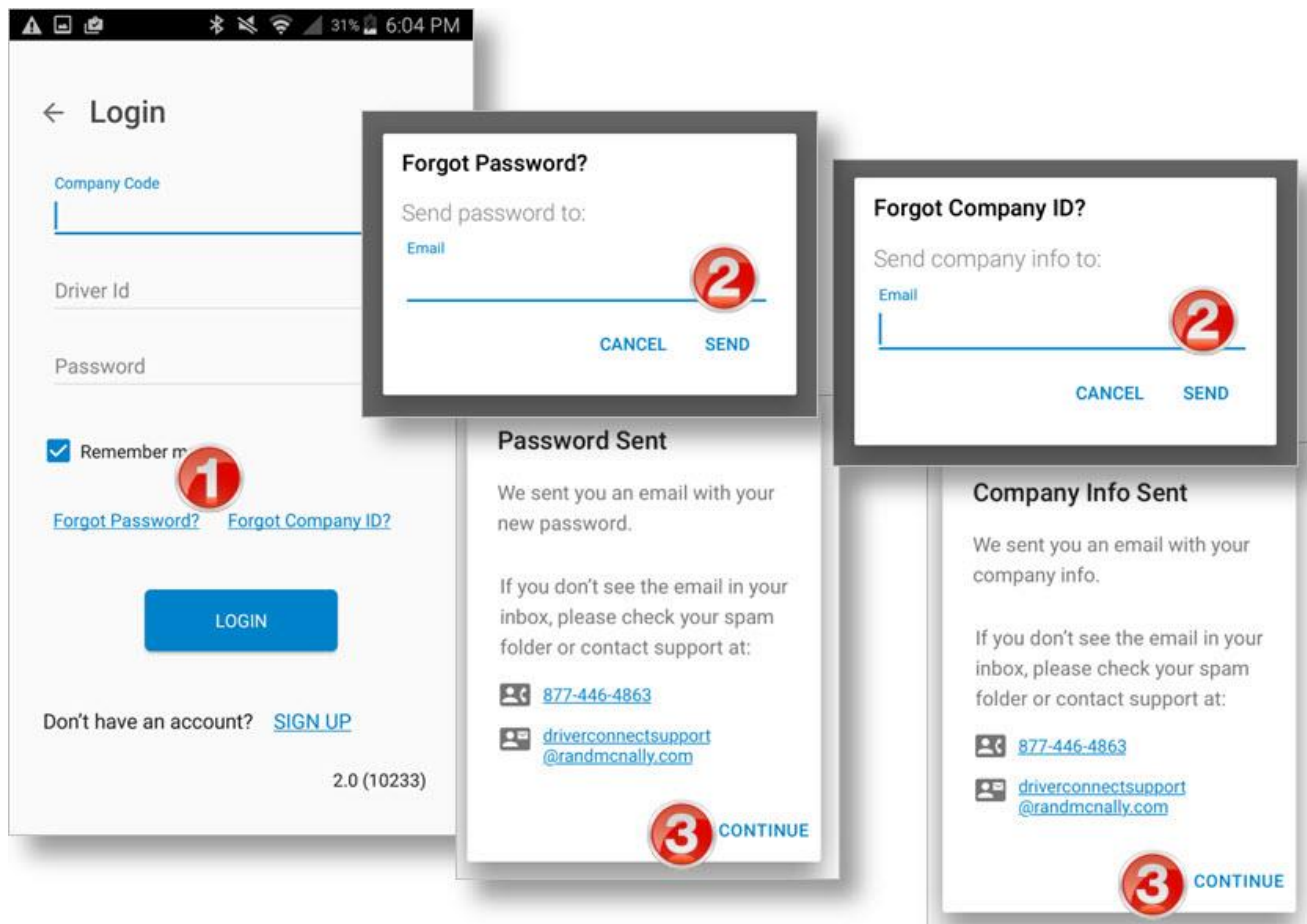 31% 6:04 PM
Login
Company Code
Driver Id
Password
Remember m
1
Forgot Password? Forgot Company ID?
LOGIN
Don't have an account? SIGN UP
2.0 (10233)
Forgot Password?
Send password to:
Email
2
CANCEL SEND
Password Sent
We sent you an email with your
new password.
If you don't see the email in your
inbox, please check your spam
folder or contact support at:
877-446-4863
driverconnectsupport
@randmcnally.com
3 CONTINUE
Forgot Company ID?
Send company info to:
Email
2
CANCEL SEND
Company Info Sent
We sent you an email with your
company info.
If you don't see the email in your
inbox, please check your spam
folder or contact support at:
877-446-4863
driverconnectsupport
@randmcnally.com
3 CONTINUE